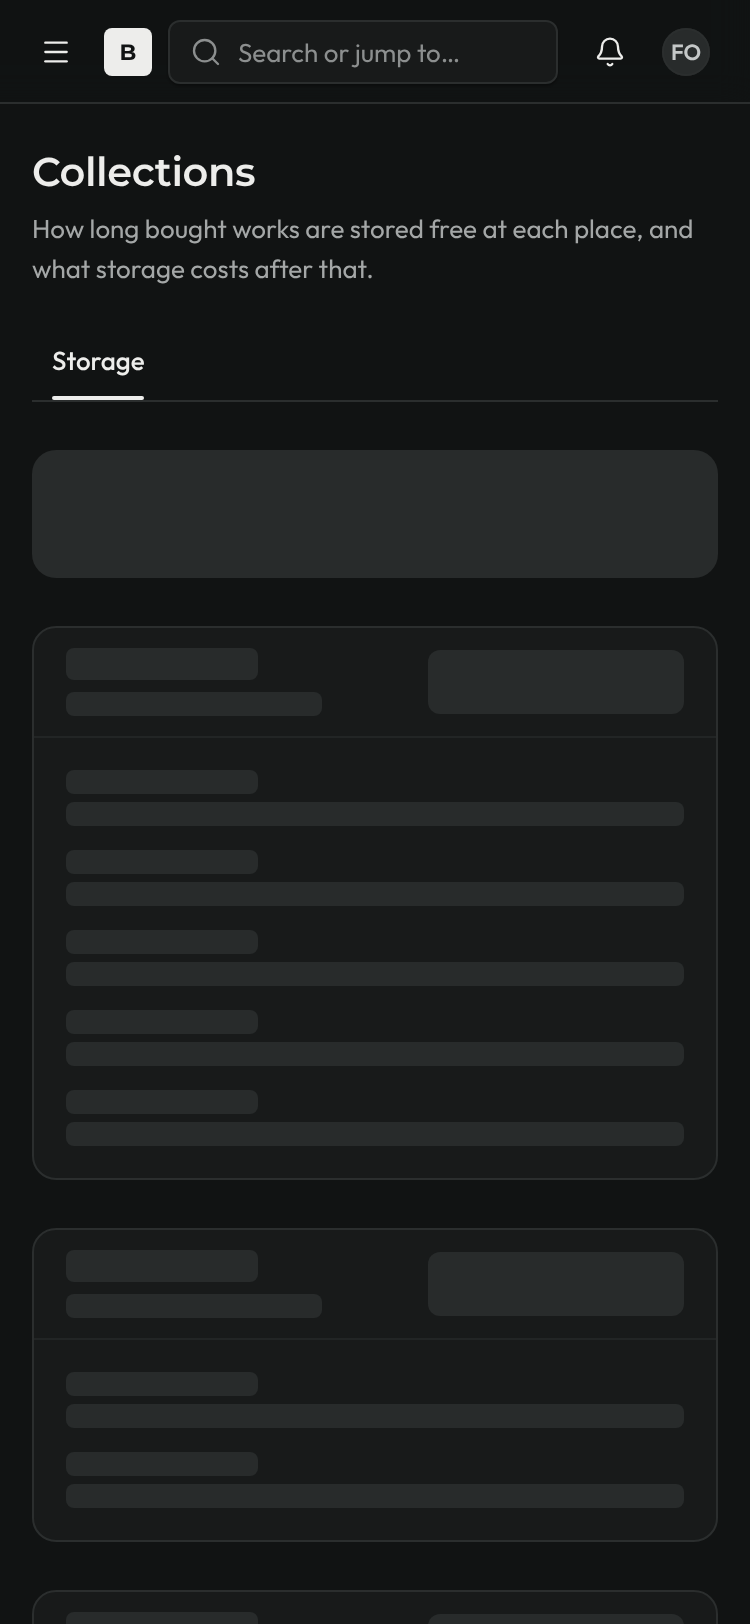 B
Search or jump to...
FO
Collections
How long bought works are stored free at each place, and
what storage costs after that.
Storage